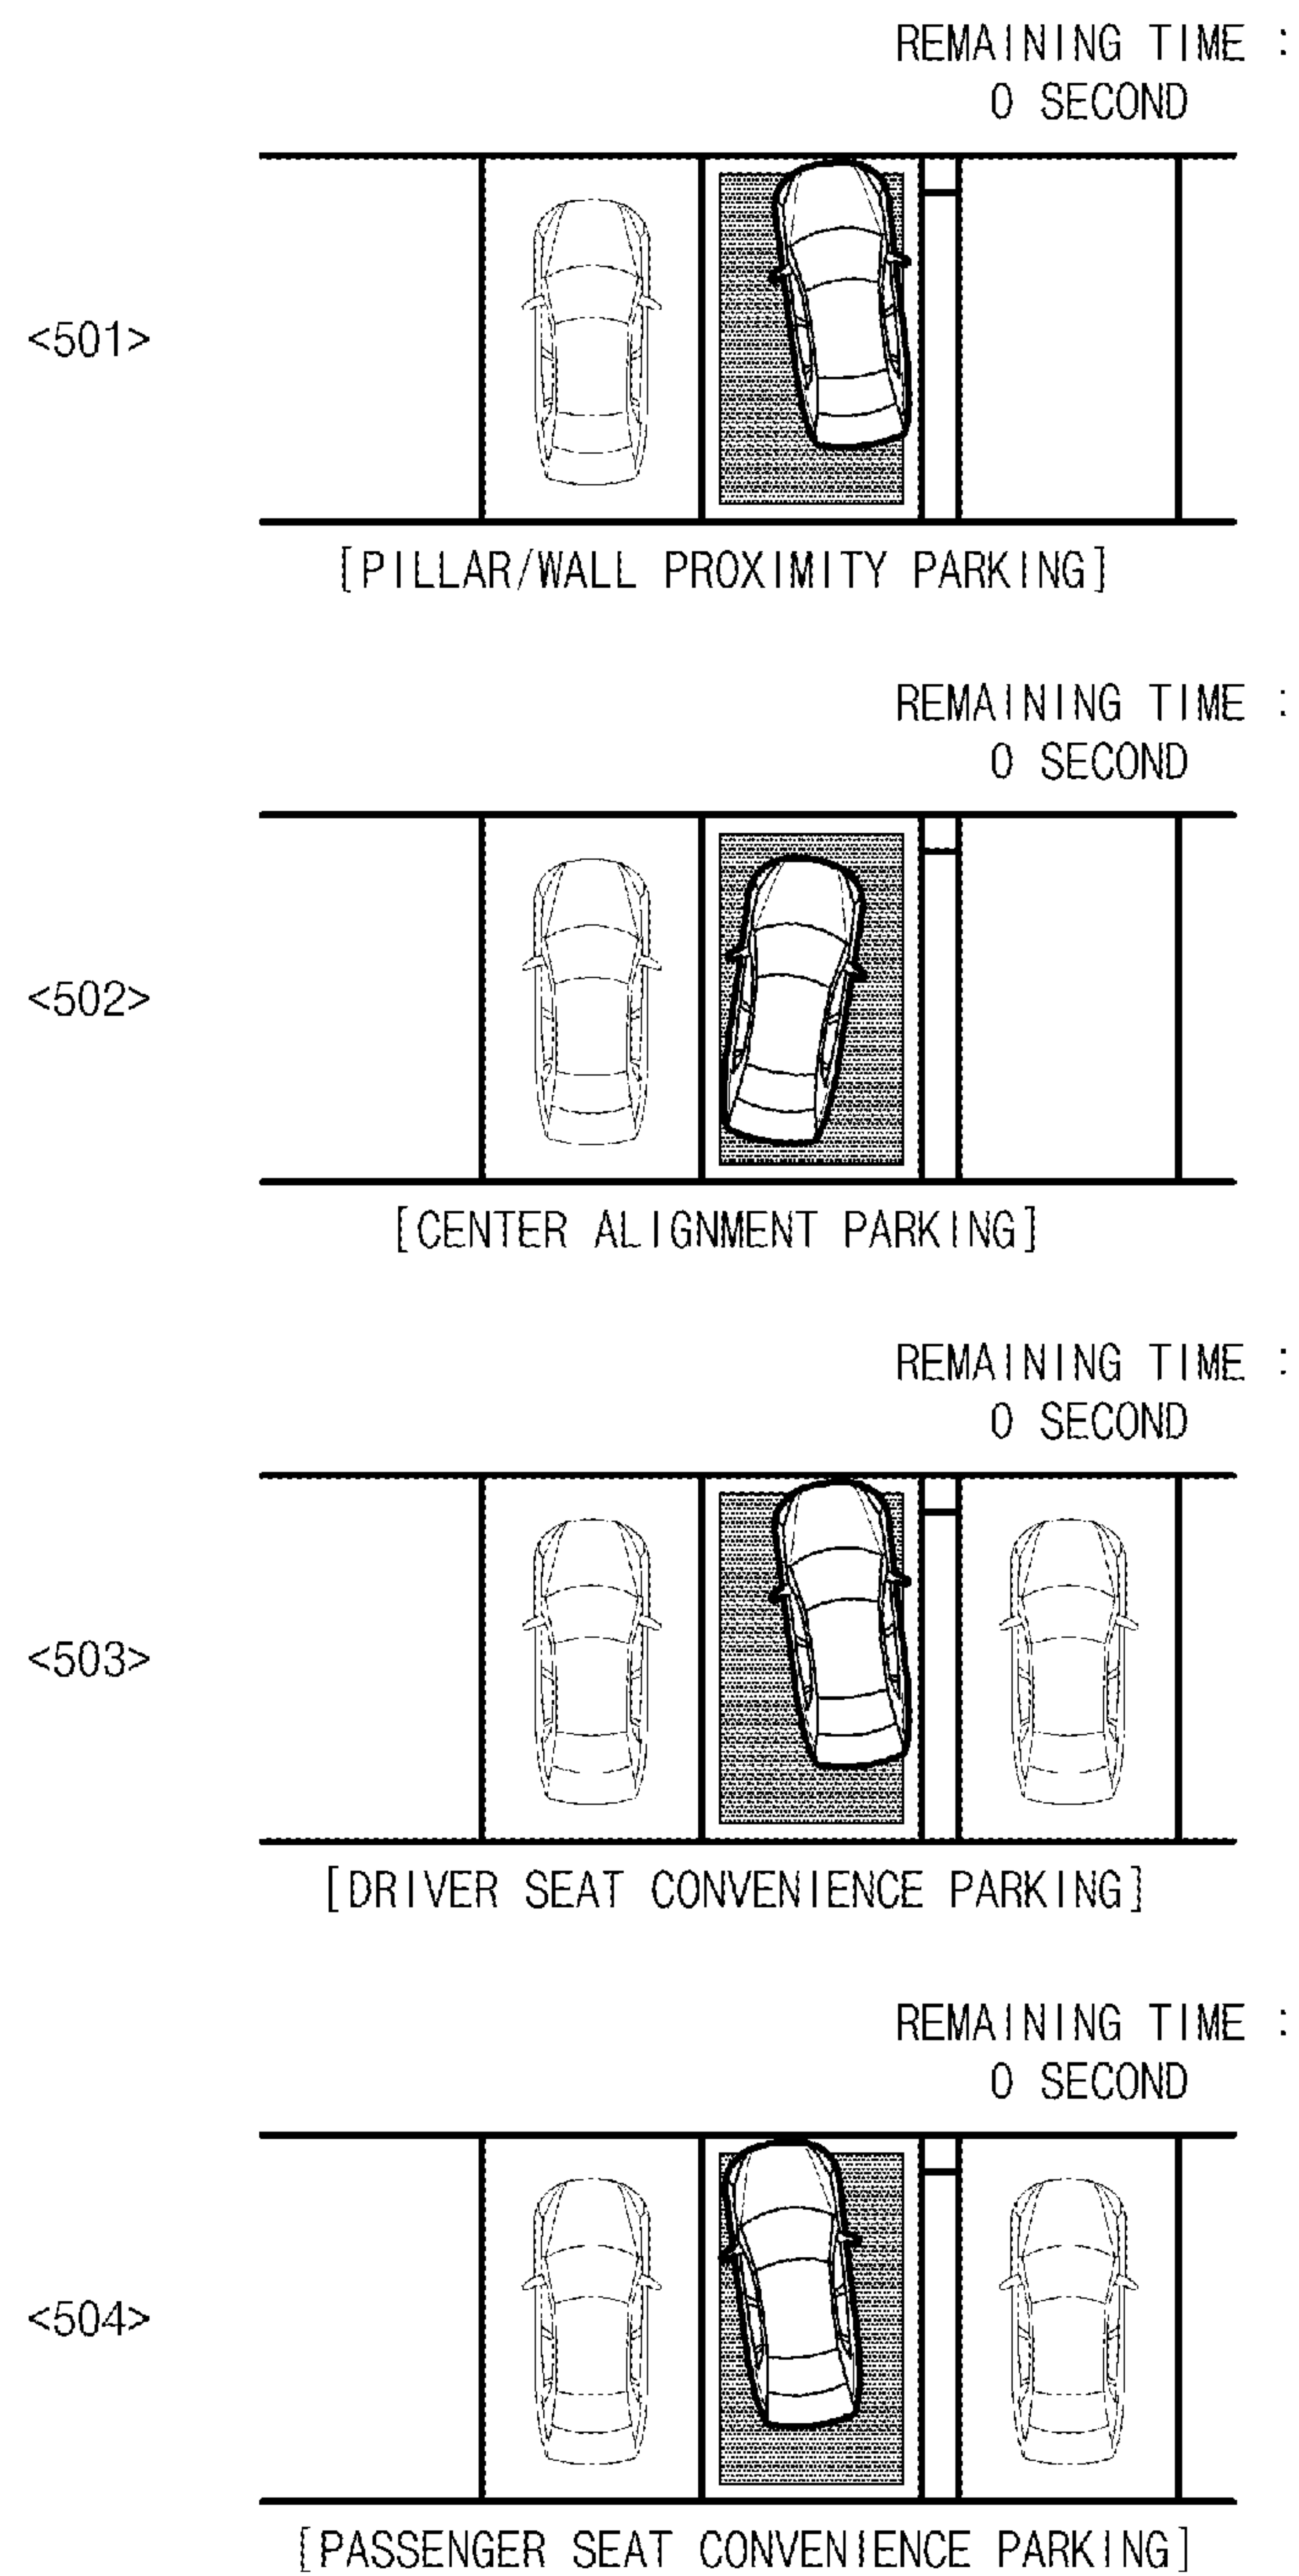 REMAINING TIME :
0 SECOND
<501>
[PILLAR/WALL PROXIMITY PARKING]
REMAINING TIME :
0 SECOND
<502>
[CENTER ALIGNMENT PARKING]
REMAINING TIME :
0 SECOND
<503>
[DRIVER SEAT CONVENIENCE PARKING]
REMAINING TIME :
0 SECOND
<504>
[PASSENGER SEAT CONVENIENCE PARKING]